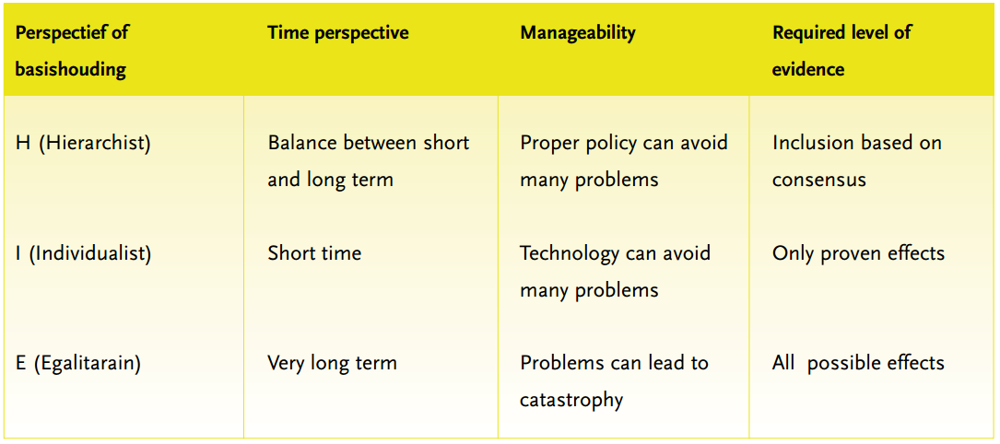 Perspectief of basishouding
Time perspective
Manageability
Required level of evidence
H (Hierarchist)
Balance between short and long term
Proper policy can avoid many problems
Inclusion based on consensus
I (Individualist)
Short time
Technology can avoid many problems
Only proven effects
E (Egalitarain)
Very long term
Problems can lead to catastrophy
All possible effects